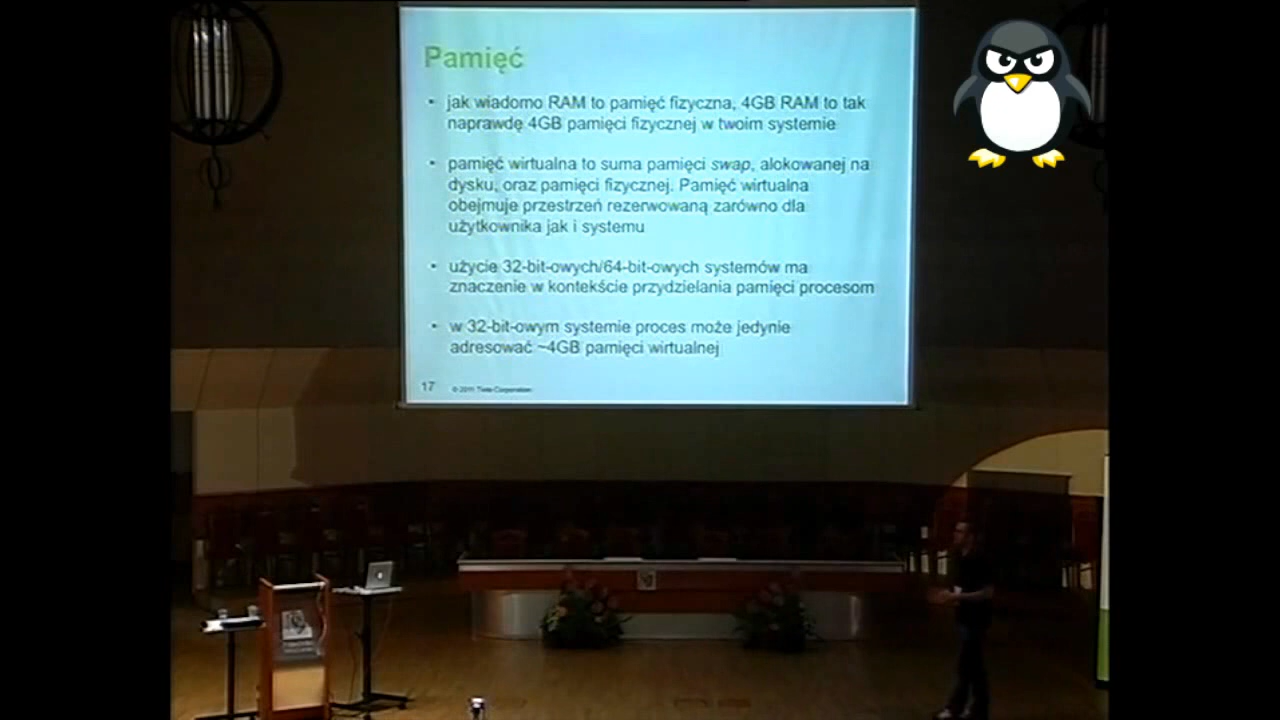 Pamięć
• jak wiadomo RAM to pamięć fizyczna, 4GB RAM to tak
naprawdę 4GB pamięci fizycznej w twoim systemie
• pamięć wirtualna to suma pamięci swap, alokowanej na
dysku, oraz pamięci fizycznej. Pamięć wirtualna
obejmuje przestrzeń rezerwowaną zarówno dla
użytkownika jak i systemu
• użycie 32-bit-owych/64-bit-owych systemów ma
znaczenie w kontekście przydzielania pamięci procesom
• w 32-bit-owym systemie proces może jedynie
adresować ~4GB pamięci wirtualnej
17 © 2011 Tieto Corporation